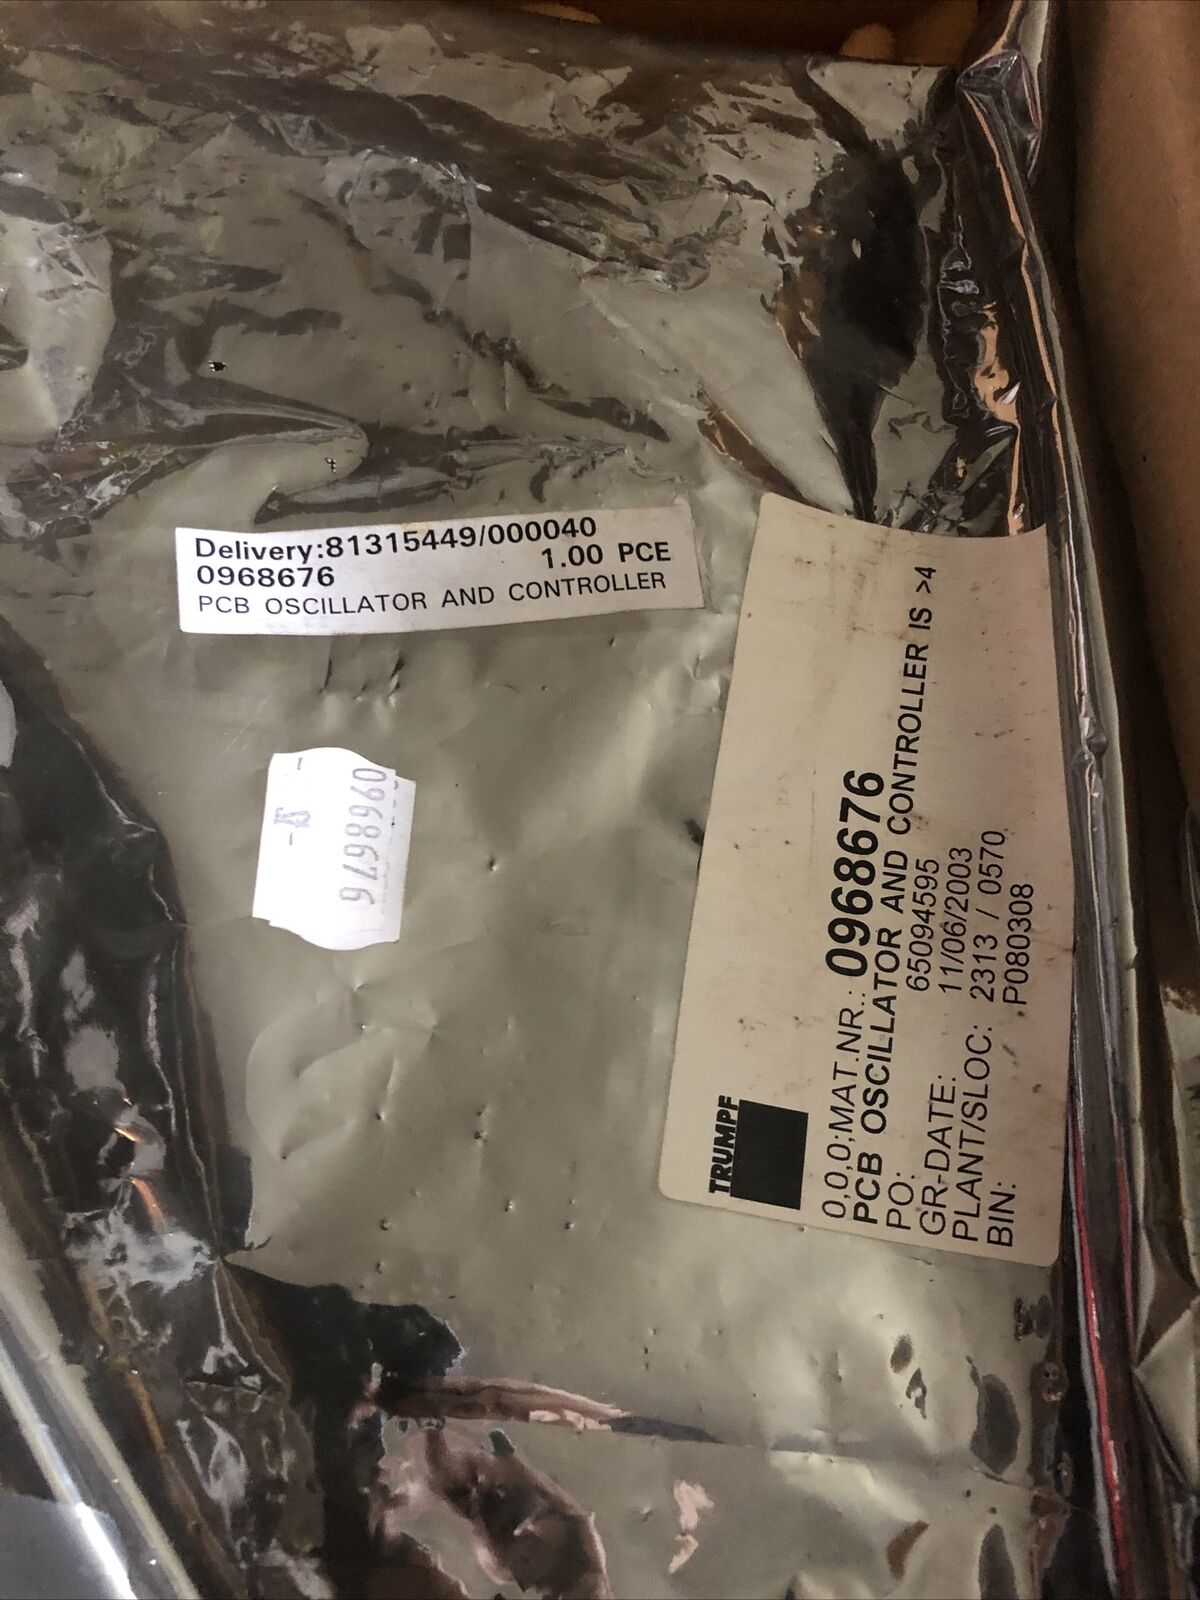 Delivery:81315449/000040
0968676 1.00 PCE
PCB OSCILLATOR AND CONTROLLER
0968676
TRUMPF
0,0,0;MAT.NR.: 0968676
PCB OSCILLATOR AND CONTROLLER IS >4
PO: 65094595
GR-DATE: 11/06/2003
PLANT/SLOC: 2313 / 0570
BIN: P080308